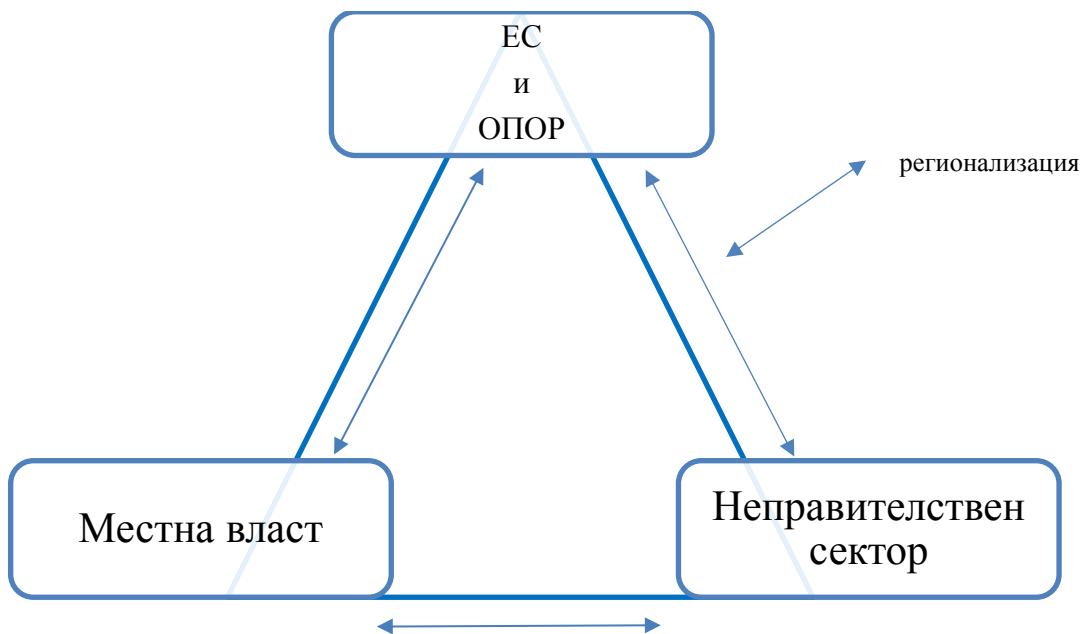 ЕС
и
ОПОР
регионализация
Местна власт
Неправителствен
сектор